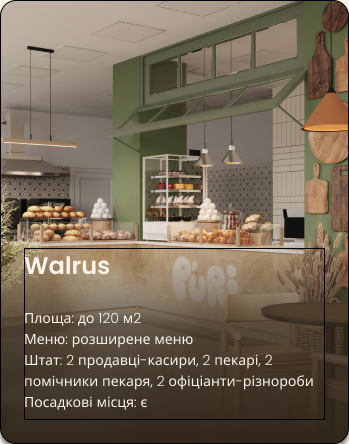 PURi
Walrus
Площа: до 120 м2
Меню: розширене меню
Штат: 2 продавці-касири, 2 пекарі, 2
помічники пекаря, 2 офіціанти-різнороби
Посадкові місця: є